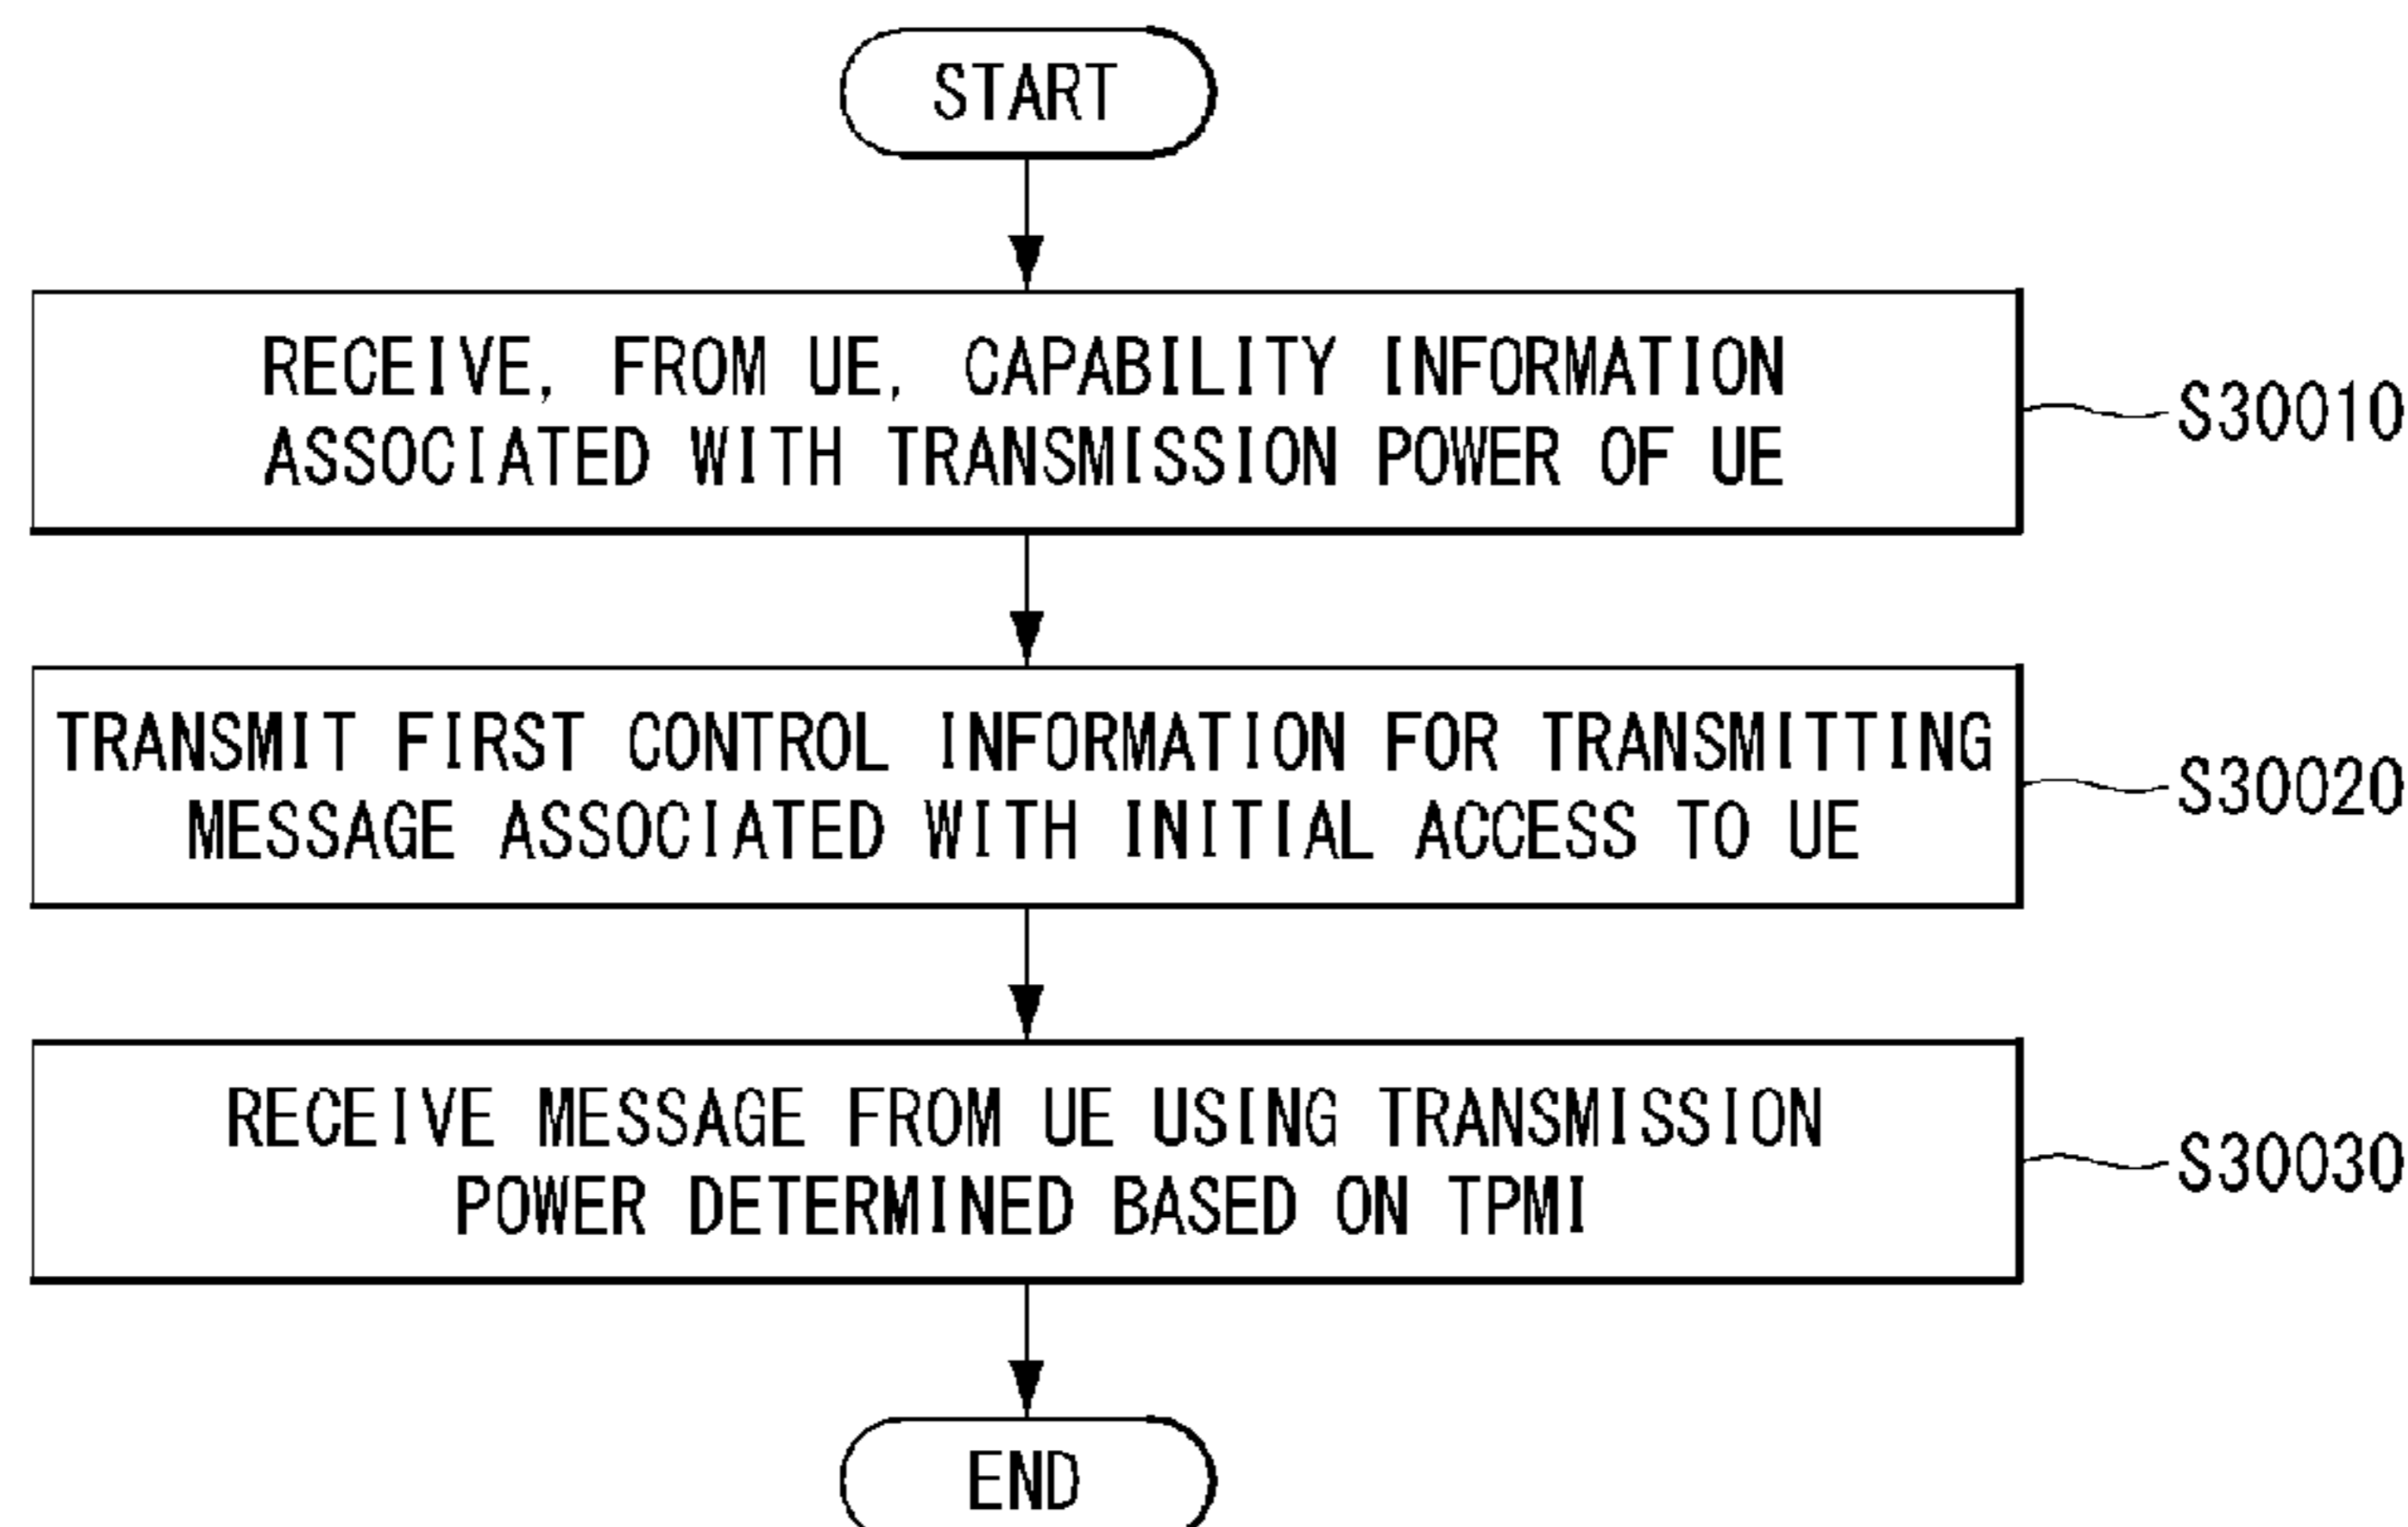 START
RECEIVE, FROM UE, CAPABILITY INFORMATION
ASSOCIATED WITH TRANSMISSION POWER OF UE
S30010
TRANSMIT FIRST CONTROL INFORMATION FOR TRANSMITTING
MESSAGE ASSOCIATED WITH INITIAL ACCESS TO UE
S30020
RECEIVE MESSAGE FROM UE USING TRANSMISSION
POWER DETERMINED BASED ON TPMI
S30030
END